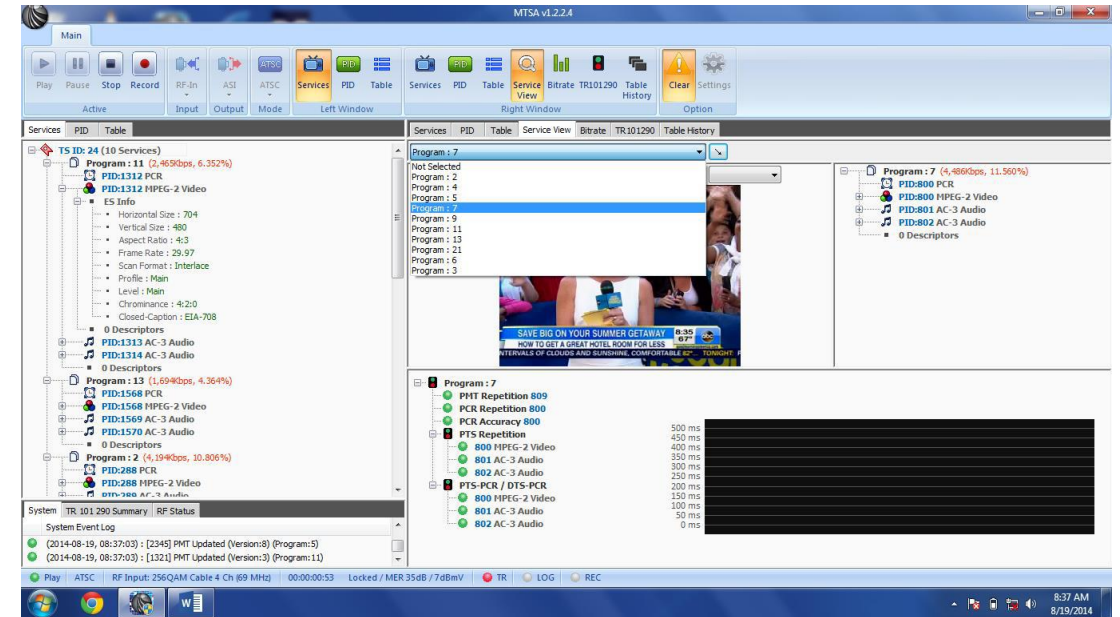 MTSA v1.2.2.4
Main
Play Pause Stop Record RF-In ASI ATSC Services PID Table Services PID Table Service View Bitrate TR101290 Table History Clear Settings
Active Input Output Mode Left Window Right Window Option
Services PID Table
TS ID: 24 (10 Services)
Program : 11 (2,465Kbps, 6.352%)
PID:1312 PCR
PID:1312 MPEG-2 Video
ES Info
Horizontal Size : 704
Vertical Size : 480
Aspect Ratio : 4:3
Frame Rate : 29.97
Scan Format : Interlace
Profile : Main
Level : Main
Chrominance : 4:2:0
Closed-Caption : EIA-708
0 Descriptors
PID:1313 AC-3 Audio
PID:1314 AC-3 Audio
0 Descriptors
Program : 13 (1,694Kbps, 4.364%)
PID:1568 PCR
PID:1568 MPEG-2 Video
PID:1569 AC-3 Audio
PID:1570 AC-3 Audio
0 Descriptors
Program : 2 (4,194Kbps, 10.806%)
PID:288 PCR
PID:288 MPEG-2 Video
PID:289 AC-3 Audio
System TR 101 290 Summary RF Status
System Event Log
(2014-08-19, 08:37:03) : [2345] PMT Updated (Version:8) (Program:5)
(2014-08-19, 08:37:03) : [1321] PMT Updated (Version:3) (Program:11)
Services PID Table Service View Bitrate TR101290 Table History
Program : 7
Not Selected
Program : 2
Program : 4
Program : 5
Program : 7
Program : 9
Program : 11
Program : 13
Program : 21
Program : 6
Program : 3
SAVE BIG ON YOUR SUMMER GETAWAY 8:35
HOW TO GET A GREAT HOTEL ROOM FOR LESS 67° abc
NTERVALS OF CLOUDS AND SUNSHINE, COMFORTABLE 82° TONIGHT:
Program : 7 (4,486Kbps, 11.560%)
PID:800 PCR
PID:800 MPEG-2 Video
PID:801 AC-3 Audio
PID:802 AC-3 Audio
0 Descriptors
Program : 7
PMT Repetition 809
PCR Repetition 800
PCR Accuracy 800
PTS Repetition
800 MPEG-2 Video
801 AC-3 Audio
802 AC-3 Audio
PTS-PCR / DTS-PCR
800 MPEG-2 Video
801 AC-3 Audio
802 AC-3 Audio
500 ms
450 ms
400 ms
350 ms
300 ms
250 ms
200 ms
150 ms
100 ms
50 ms
0 ms
Play ATSC RF Input: 256QAM Cable 4 Ch (69 MHz) 00:00:00:53 Locked / MER 35dB / 7dBmV TR LOG REC
8:37 AM
8/19/2014